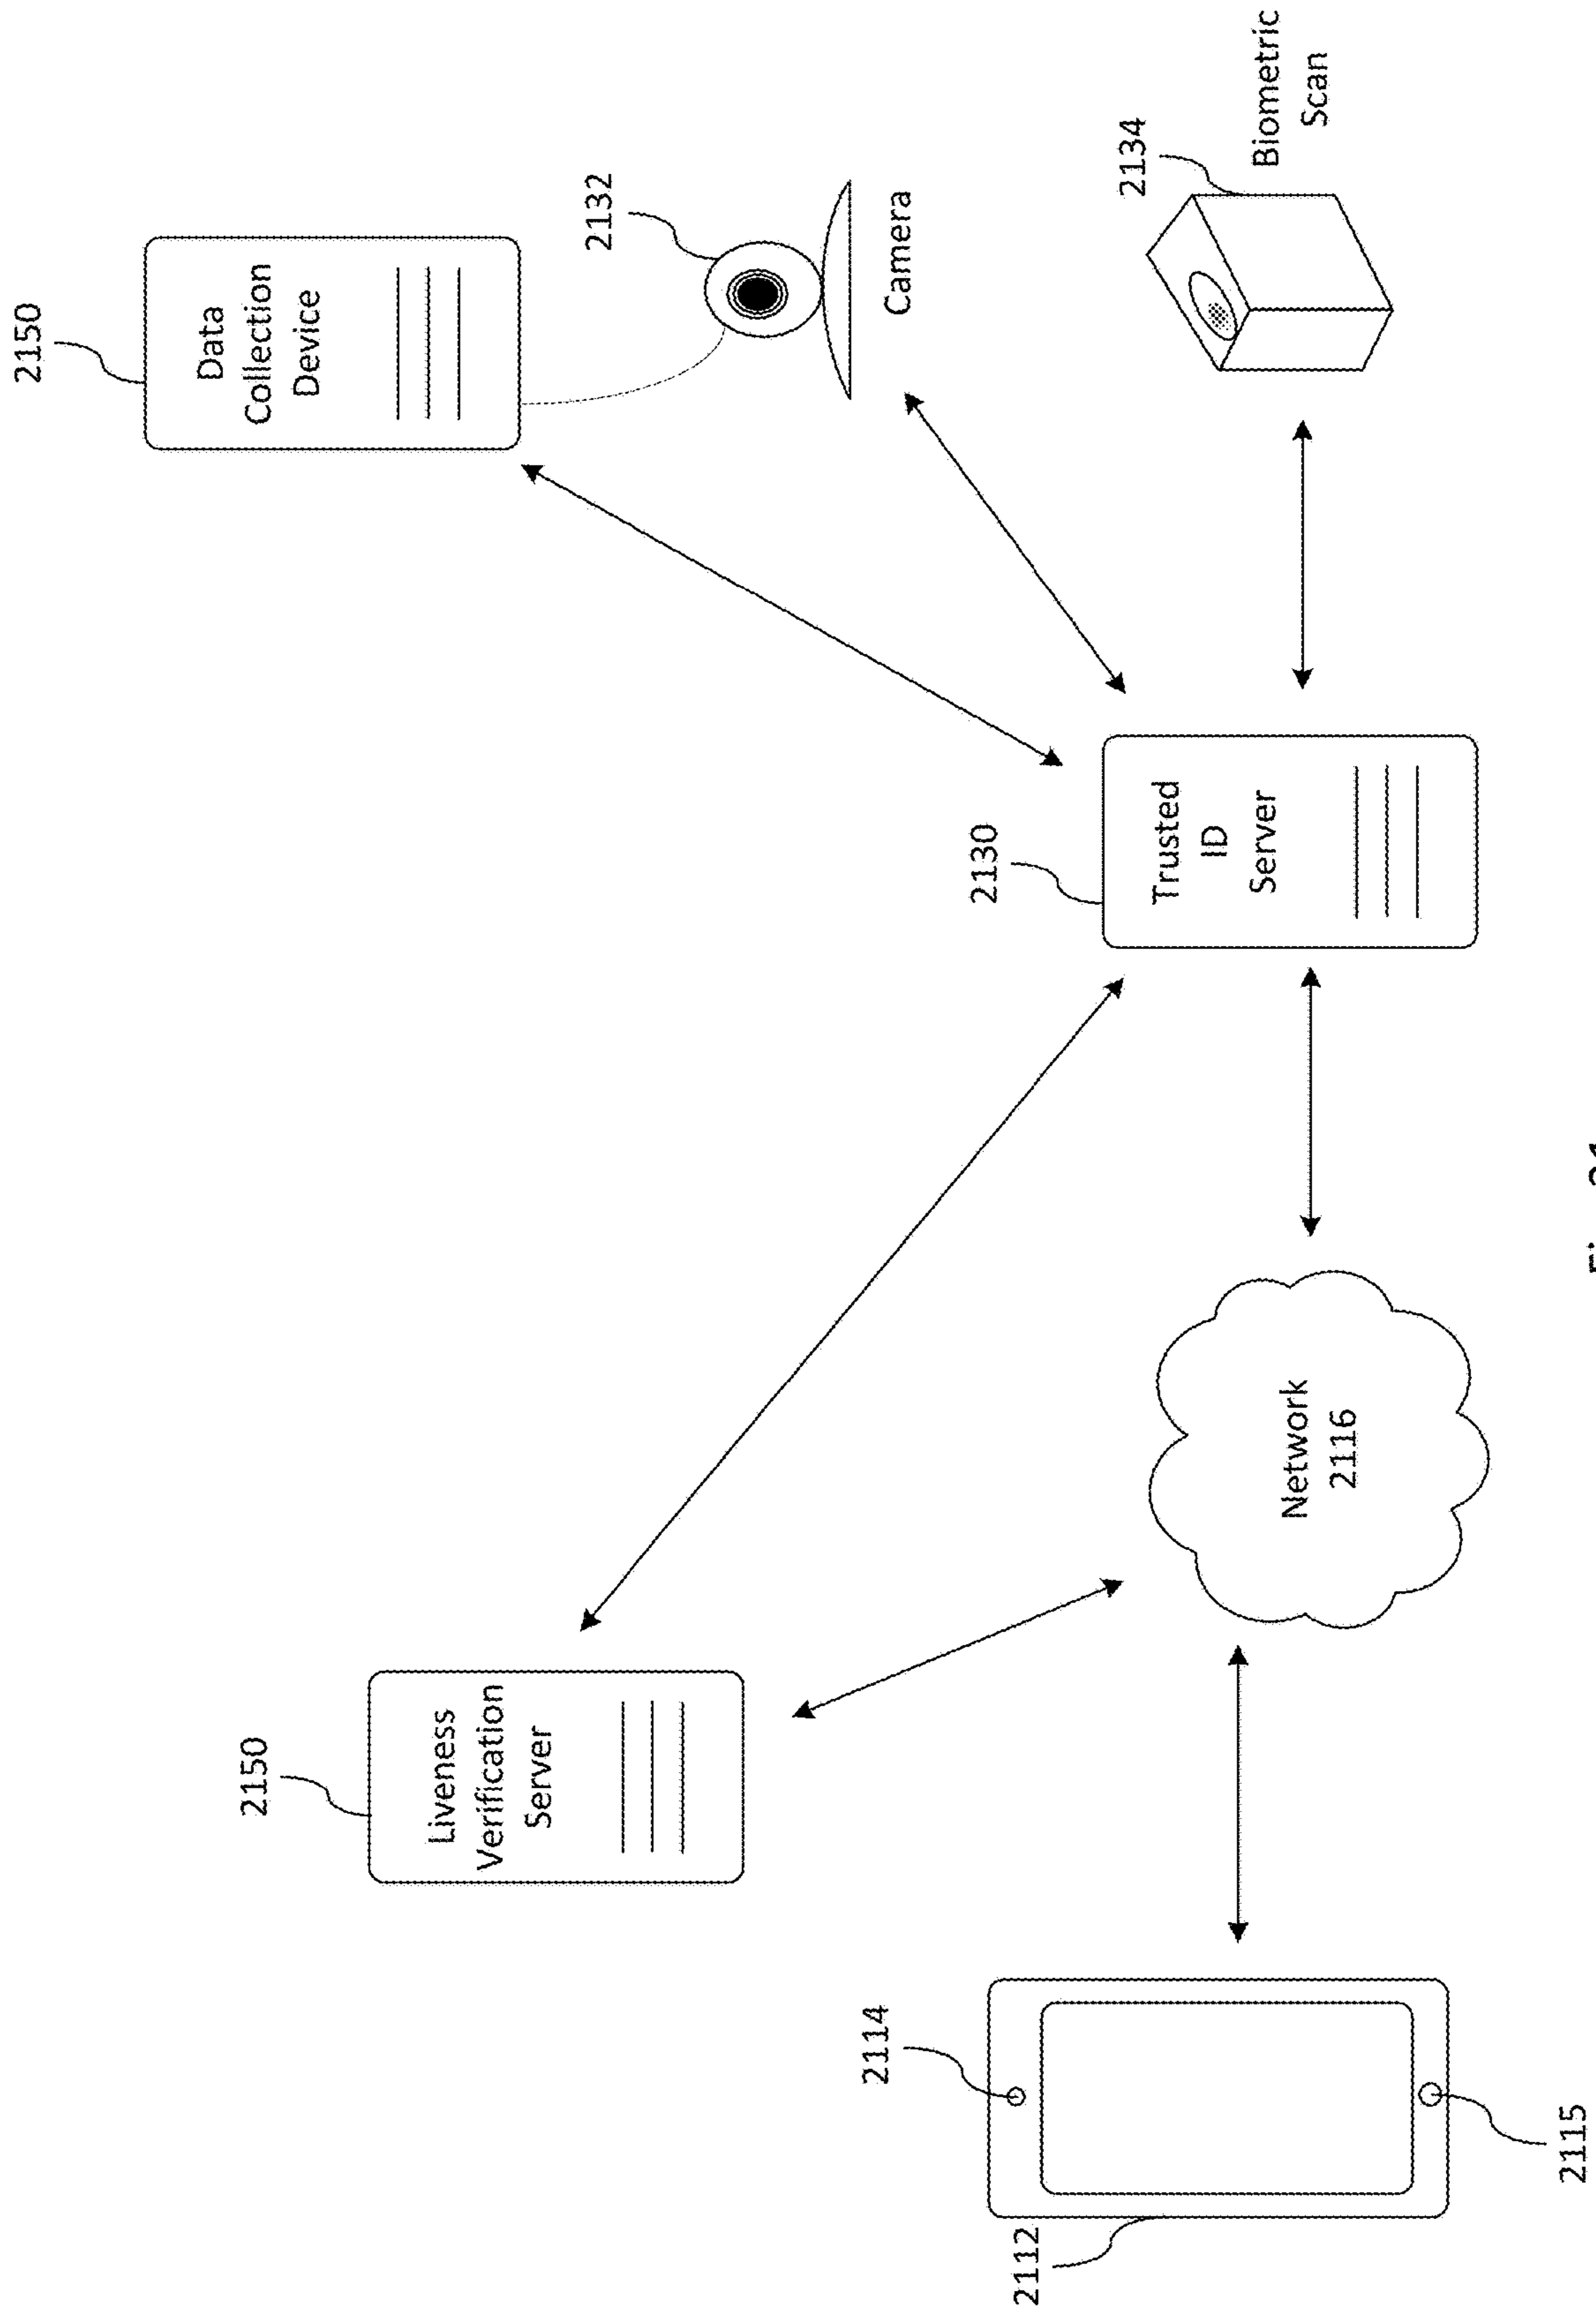 2150
Data
Collection
Device
2132
Camera
2134
Biometric
Scan
2150
Liveness
Verification
Server
2130
Trusted
ID
Server
Network
2116
2114
2112
2115